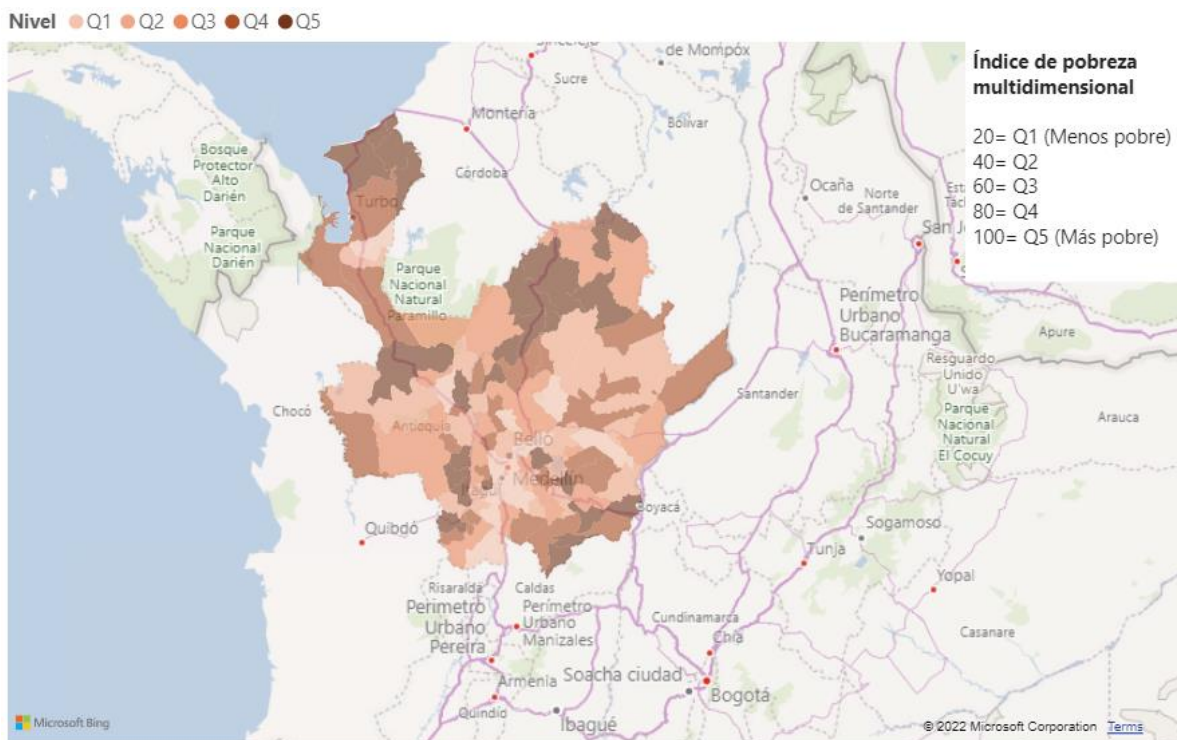 Nivel Q1 Q2 Q3 Q4 Q5
Índice de pobreza
multidimensional
20= Q1 (Menos pobre)
40= Q2
60= Q3
80= Q4
100= Q5 (Más pobre)
de Mompóx
Sucre
Montería
Bolívar
Córdoba
Bosque
Protector
Alto
Darién
Parque
Nacional
Darién
Turbo
Parque
Nacional
Natural
Paramillo
Ocaña
Norte
de Santander
Perímetro
Urbano
Bucaramanga
Apure
Resguardo
Unido
U'wa
Parque
Nacional
Natural
El Cocuy
Arauca
Santander
Chocó
Antioquia
Bello
Medellín
Itagüí
Quibdó
Boyacá
Sogamoso
Tunja
Yopal
Risaralda
Caldas
Perímetro
Urbano
Pereira
Perímetro
Urbano
Manizales
Cundinamarca
Chía
Casanare
Armenia
Soacha ciudad
Bogotá
Quindío
Ibagué
Microsoft Bing
© 2022 Microsoft Corporation Terms